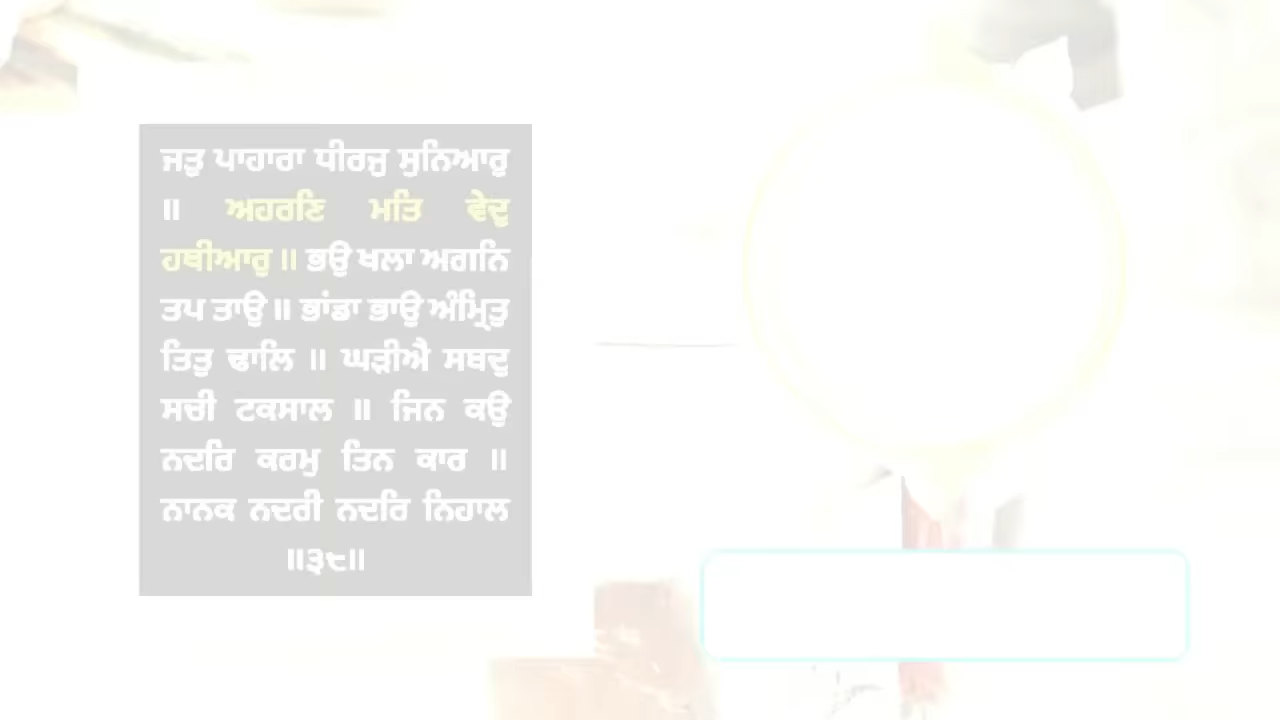 ਜਤੁ ਪਾਹਾਰਾ ਧੀਰਜੁ ਸੁਨਿਆਰੁ
॥ ਅਹਰਣਿ ਮਤਿ ਵੇਦੁ
ਹਥੀਆਰੁ ॥ ਭਉ ਖਲਾ ਅਗਨਿ
ਤਪ ਤਾਉ ॥ ਭਾਂਡਾ ਭਾਉ ਅੰਮ੍ਰਿਤੁ
ਤਿਤੁ ਢਾਲਿ ॥ ਘੜੀਐ ਸਬਦੁ
ਸਚੀ ਟਕਸਾਲ ॥ ਜਿਨ ਕਉ
ਨਦਰਿ ਕਰਮੁ ਤਿਨ ਕਾਰ ॥
ਨਾਨਕ ਨਦਰੀ ਨਦਰਿ ਨਿਹਾਲ
॥੩੮॥